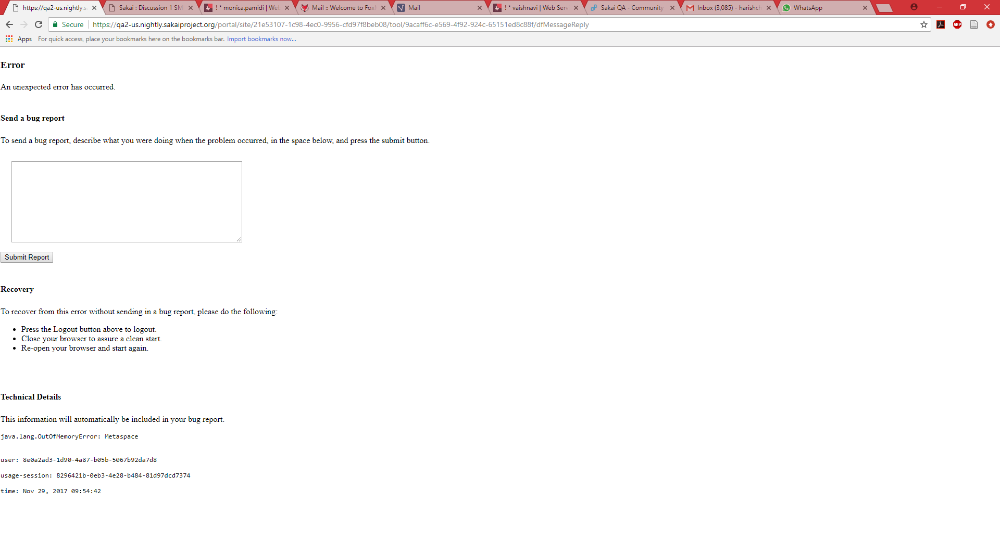 https://qa2-us.nightly.s
Sakai : Discussion 1 SM
! * monica.pamidi | Web
Mail :: Welcome to Foxh
Mail
! * vaishnavi | Web Serv
Sakai QA - Community
Inbox (3,085) - harishch
WhatsApp
Secure
https://qa2-us.nightly.sakaiproject.org/portal/site/21e53107-1c98-4ec0-9956-cfd97f8beb08/tool/9acaff6c-e569-4f92-924c-65151ed8c88f/dfMessageReply
ABP
Apps For quick access, place your bookmarks here on the bookmarks bar. Import bookmarks now...
Error
An unexpected error has occurred.
Send a bug report
To send a bug report, describe what you were doing when the problem occurred, in the space below, and press the submit button.
Submit Report
Recovery
To recover from this error without sending in a bug report, please do the following:
Press the Logout button above to logout.
Close your browser to assure a clean start.
Re-open your browser and start again.
Technical Details
This information will automatically be included in your bug report.
java.lang.OutOfMemoryError: Metaspace
user: 8e0a2ad3-1d90-4a87-b05b-5067b92da7d8
usage-session: 8296421b-0eb3-4e28-b484-81d97dcd7374
time: Nov 29, 2017 09:54:42